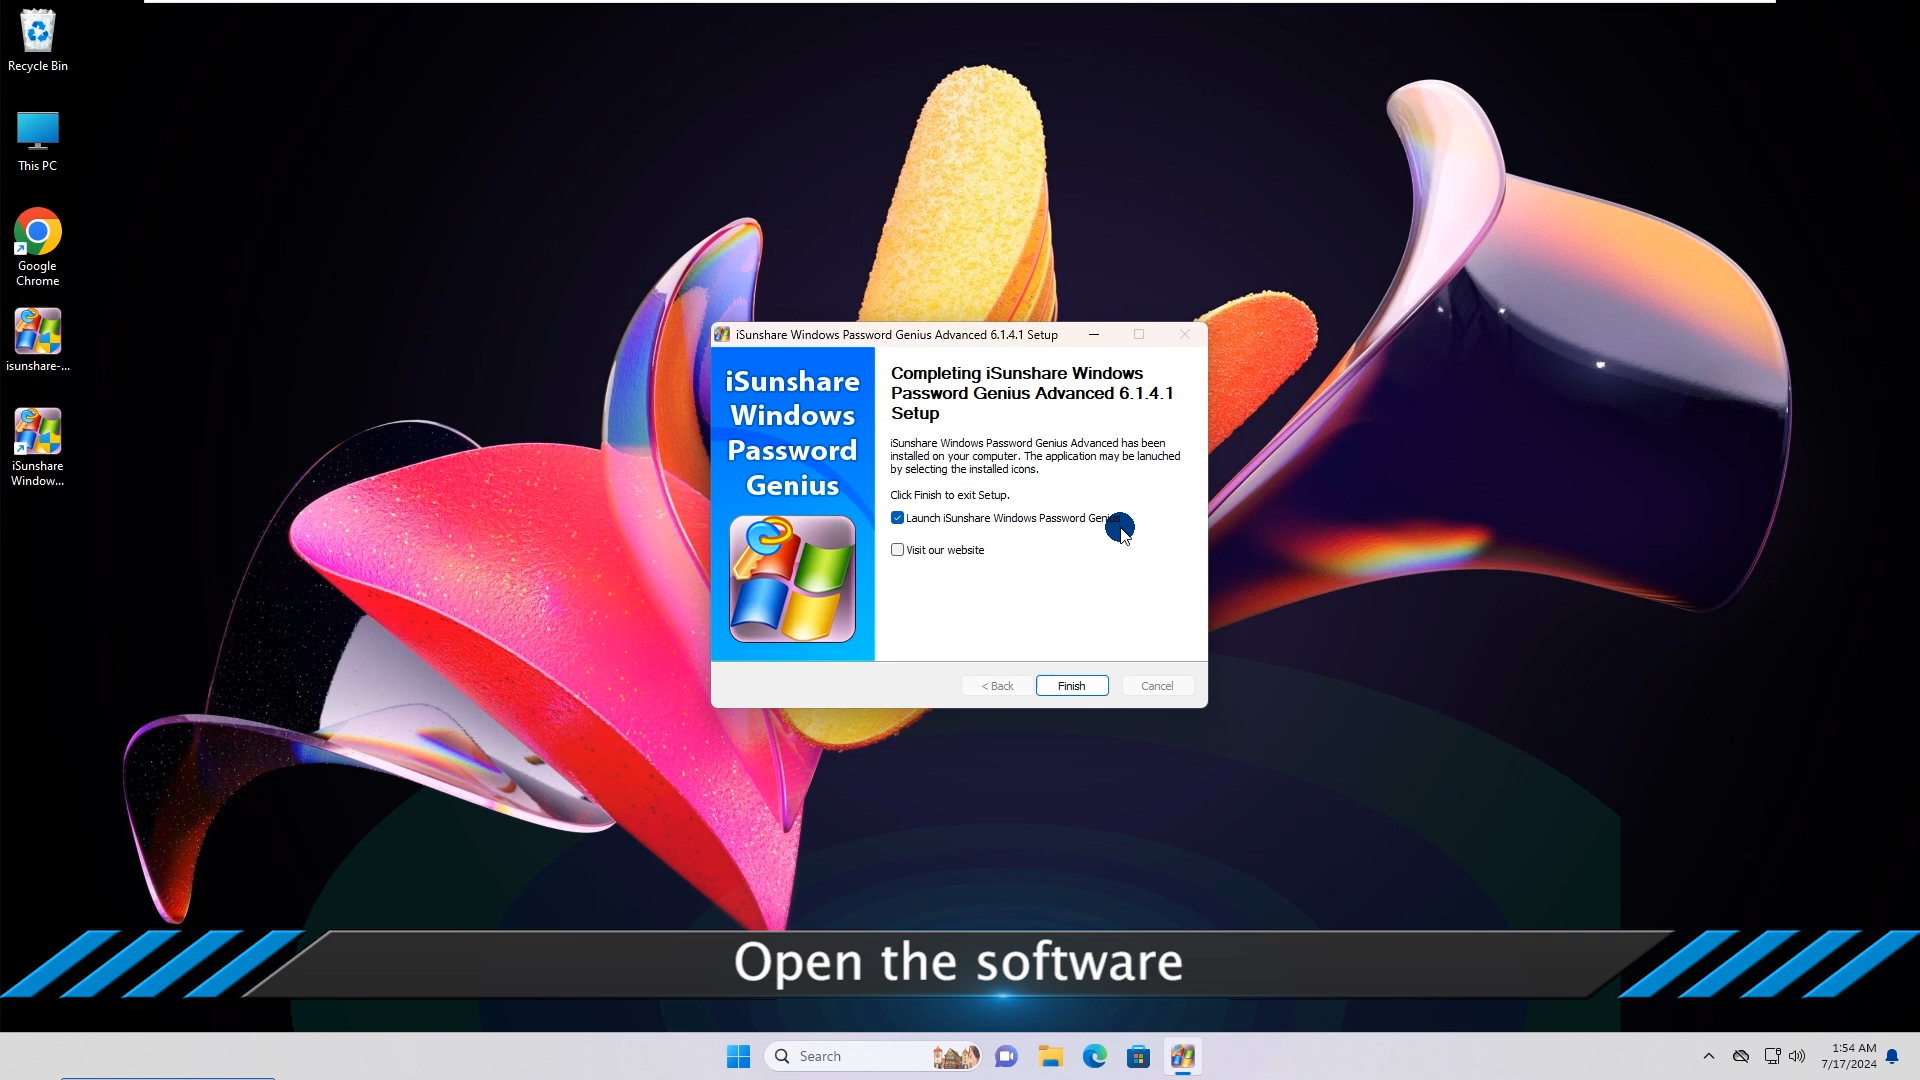 Recycle Bin
This PC
Google
Chrome
isunshare-...
iSunshare
Window...
iSunshare Windows Password Genius Advanced 6.1.4.1 Setup
iSunshare
Windows
Password
Genius
Completing iSunshare Windows
Password Genius Advanced 6.1.4.1
Setup
iSunshare Windows Password Genius Advanced has been
installed on your computer. The application may be lanuched
by selecting the installed icons.
Click Finish to exit Setup.
Launch iSunshare Windows Password Genius
Visit our website
< Back
Finish
Cancel
Open the software
Search
1:54 AM
7/17/2024